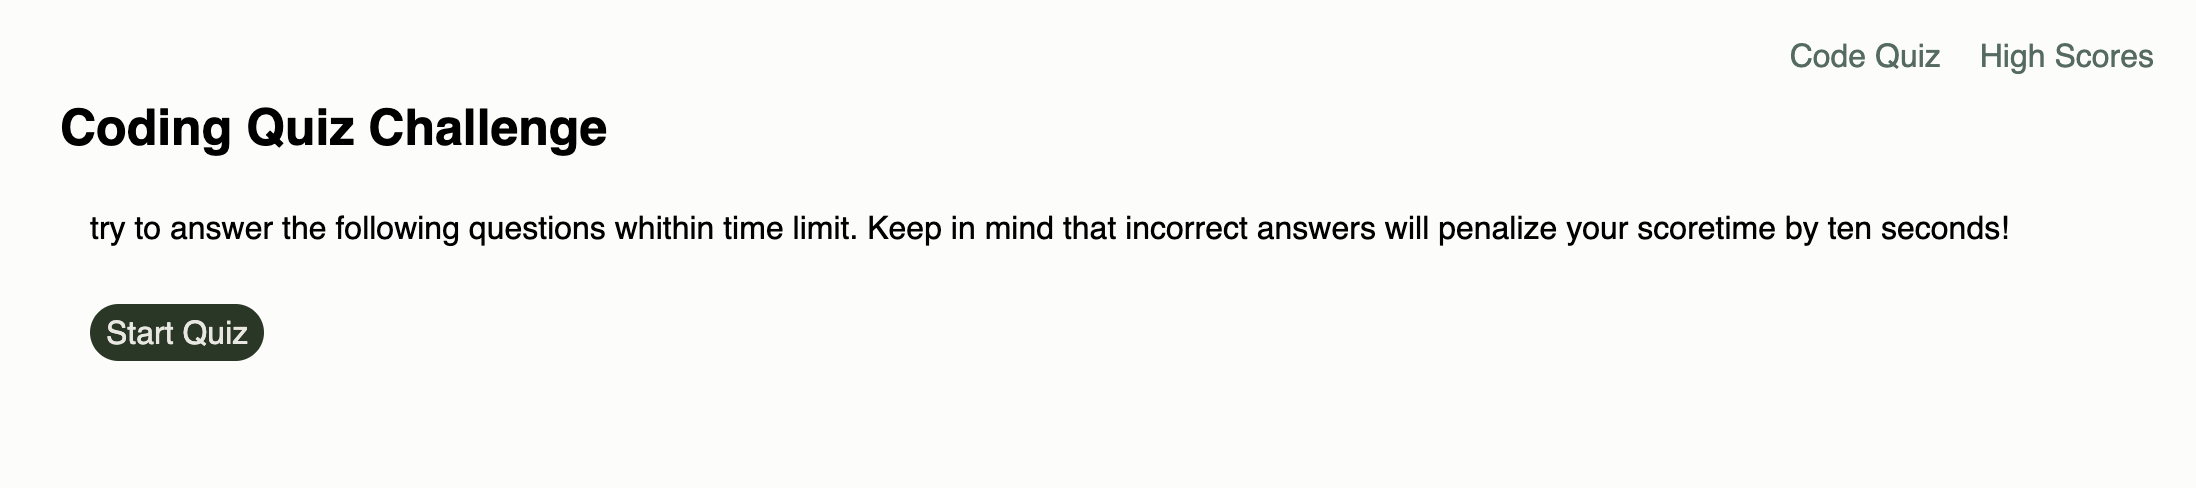 Code Quiz High Scores
Coding Quiz Challenge
try to answer the following questions whithin time limit. Keep in mind that incorrect answers will penalize your scoretime by ten seconds!
Start Quiz